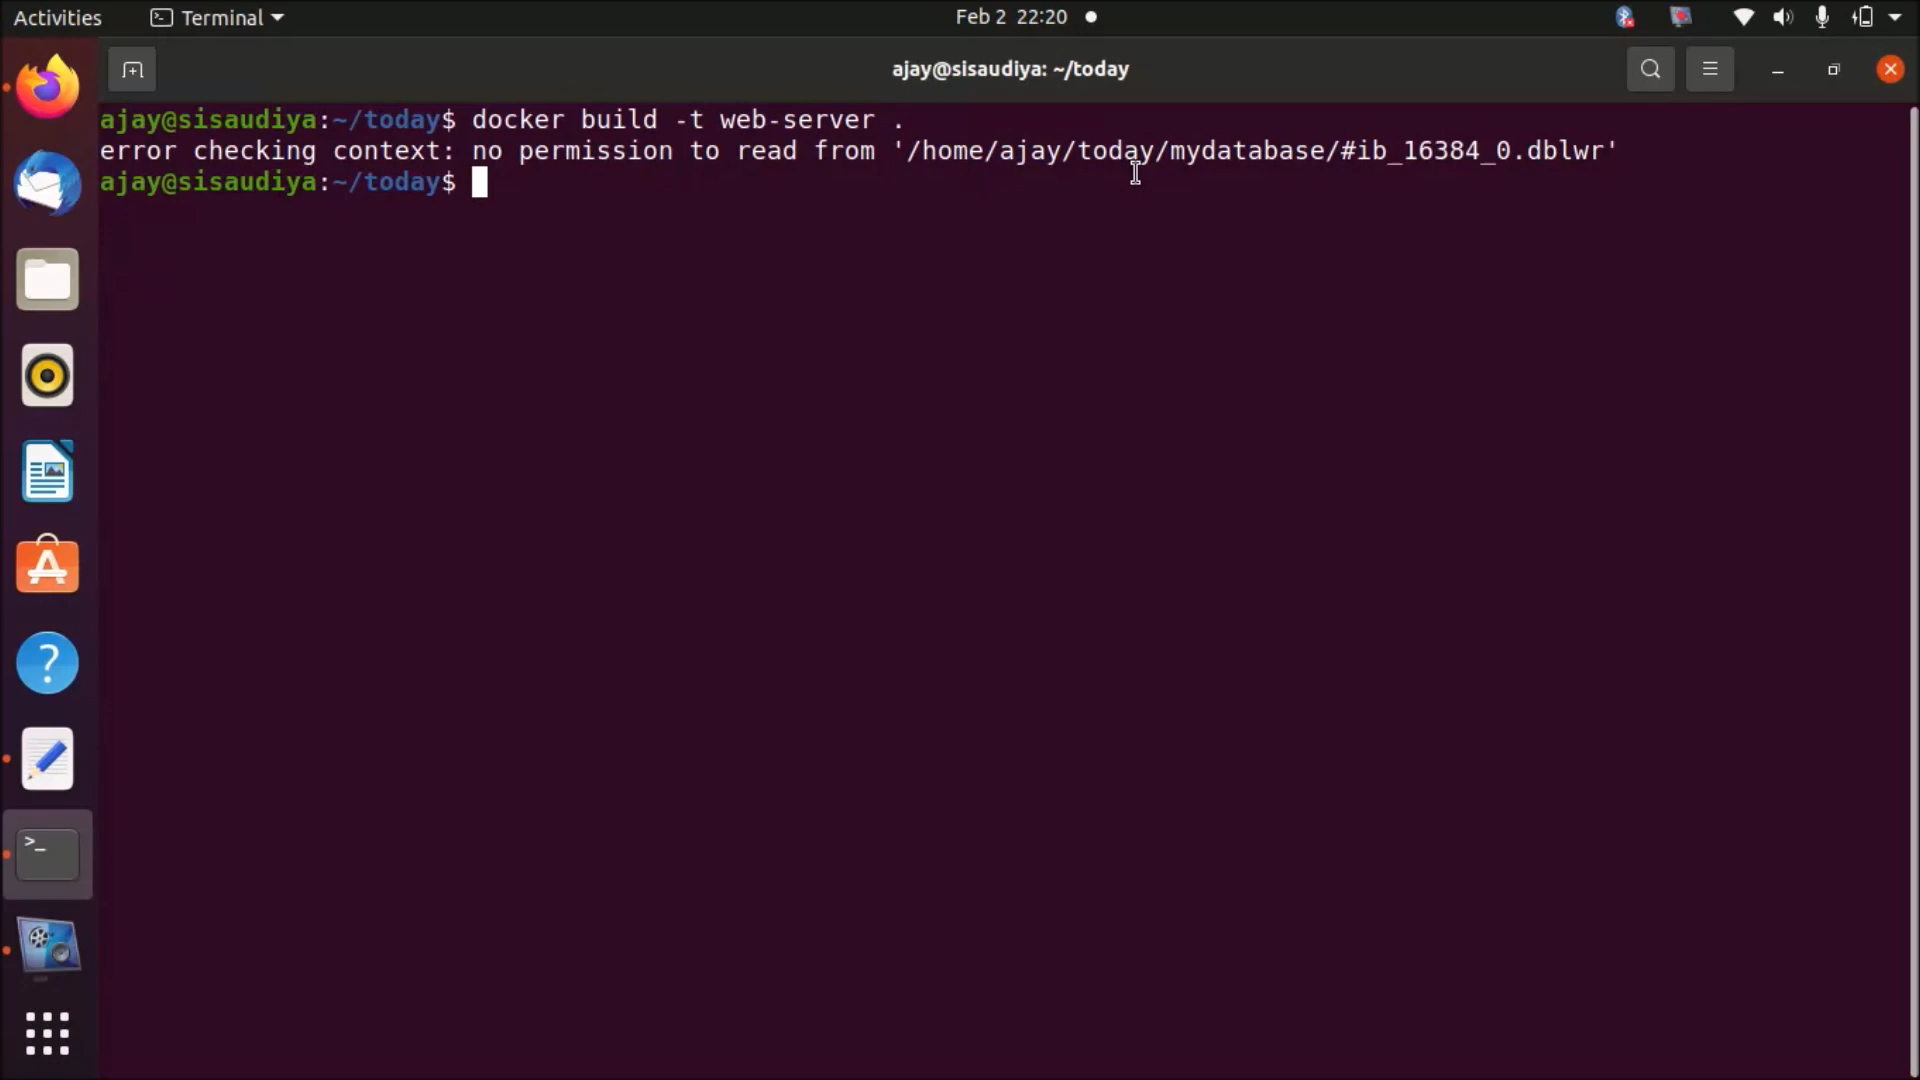 Activities Terminal Feb 2 22:20
ajay@sisaudiya: ~/today
ajay@sisaudiya:~/today$ docker build -t web-server .
error checking context: no permission to read from '/home/ajay/today/mydatabase/#ib_16384_0.dblwr'
ajay@sisaudiya:~/today$